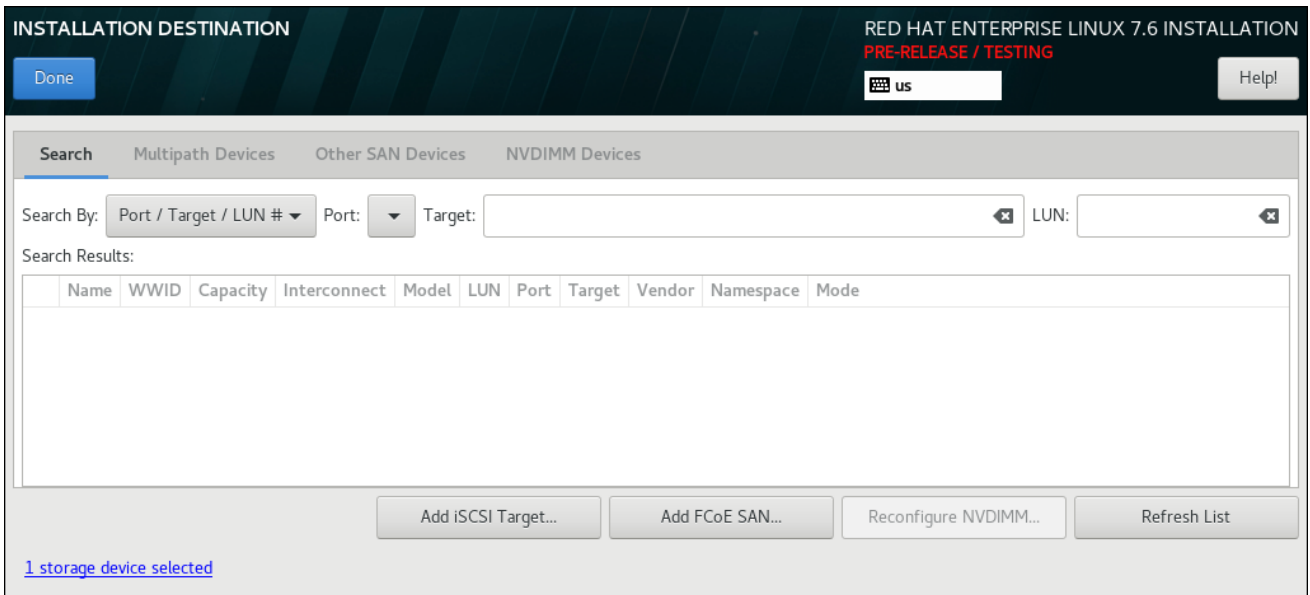 INSTALLATION DESTINATION
RED HAT ENTERPRISE LINUX 7.6 INSTALLATION
PRE-RELEASE / TESTING
Done
us
Help!
Search Multipath Devices Other SAN Devices NVDIMM Devices
Search By: Port / Target / LUN # Port: Target: LUN:
Search Results:
Name WWID Capacity Interconnect Model LUN Port Target Vendor Namespace Mode
Add iSCSI Target... Add FCoE SAN... Reconfigure NVDIMM... Refresh List
1 storage device selected